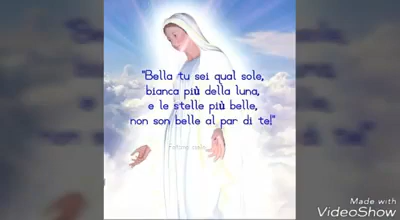 "Bella tu sei qual sole,
bianca più della luna,
e le stelle più belle,
non son belle al par di te!"
Made with
VideoShow